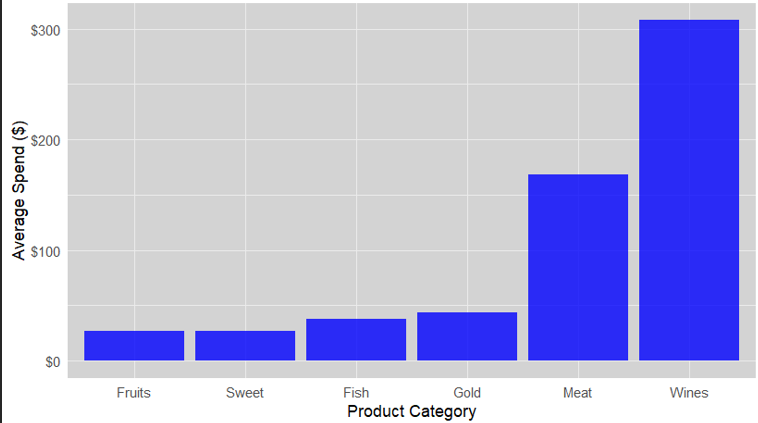 Average Spend ($)
$300
$200
$100
$0
Fruits Sweet Fish Gold Meat Wines
Product Category